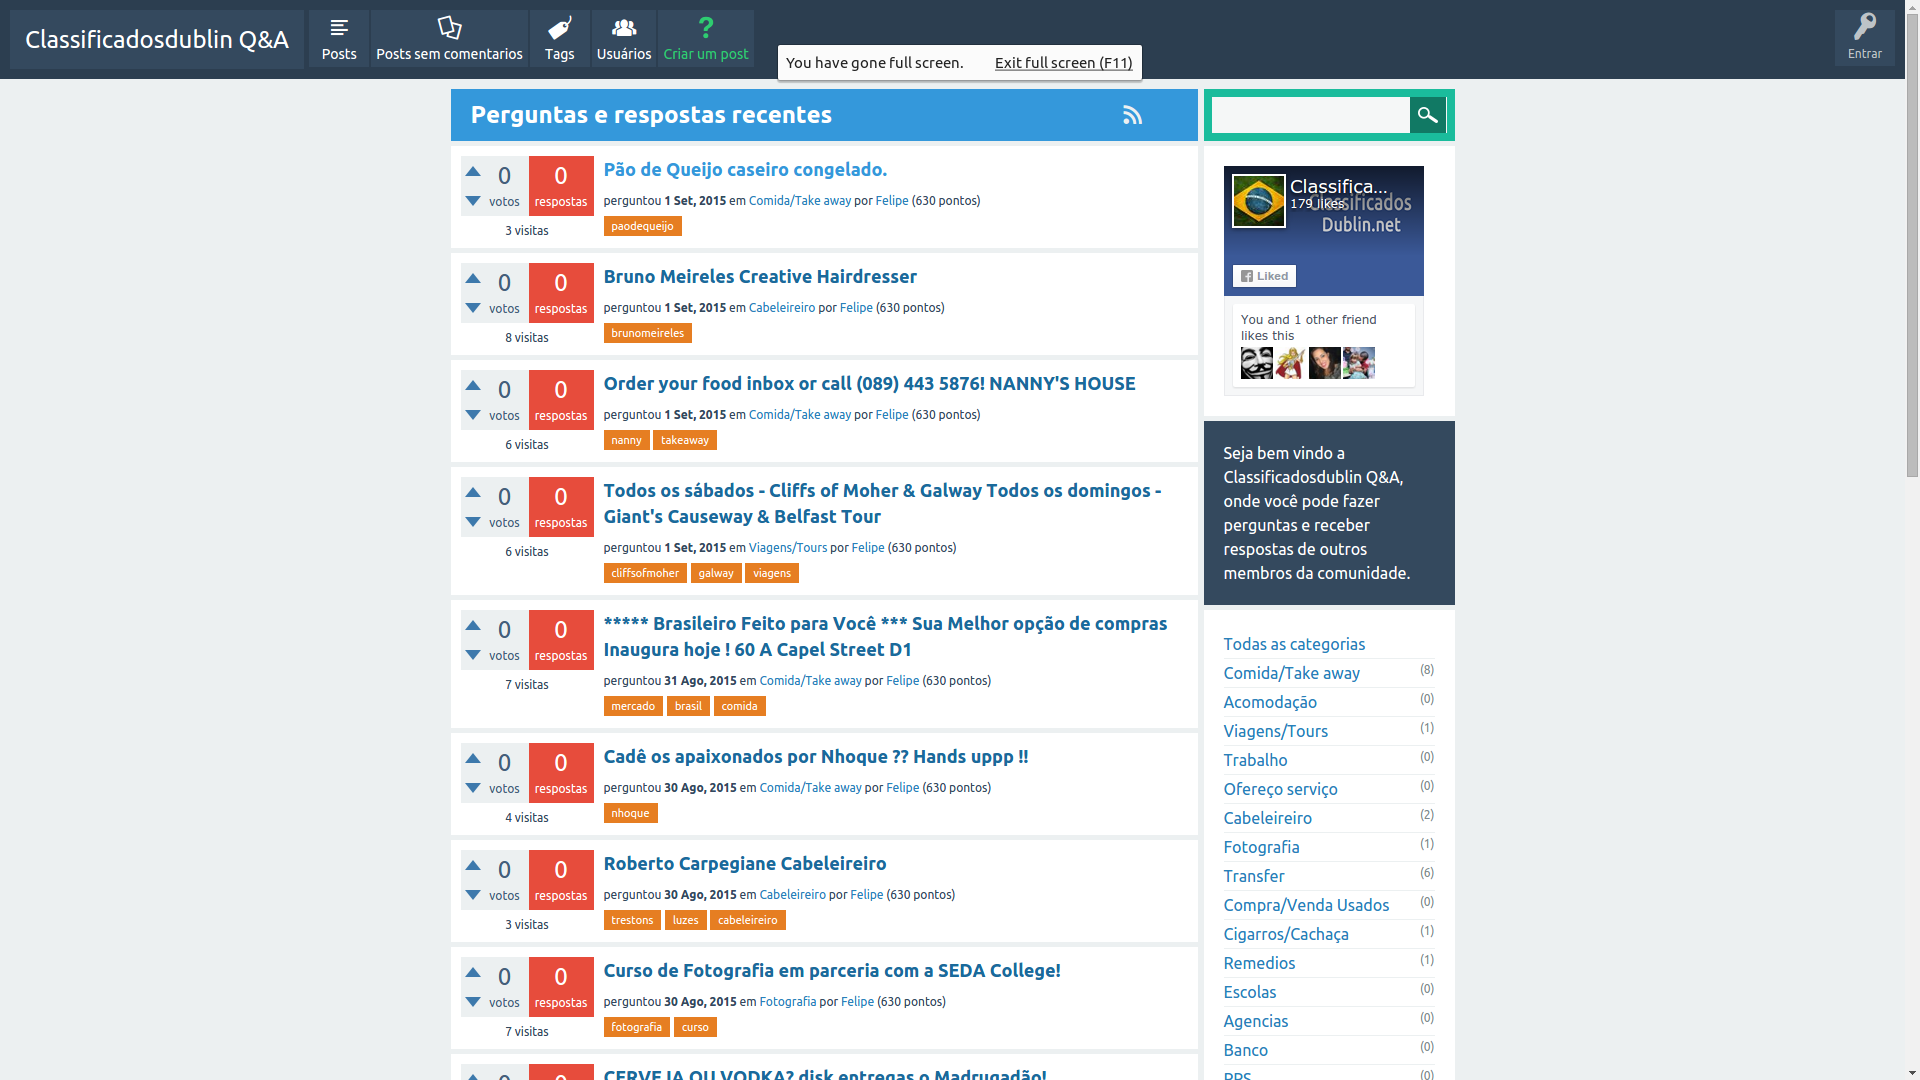 Classificadosdublin Q&A
Posts
Posts sem comentarios
Tags
Usuários
?
Criar um post
You have gone full screen. Exit full screen (F11)
Entrar
Perguntas e respostas recentes
0 votos
0 respostas
3 visitas
Pão de Queijo caseiro congelado.
perguntou 1 Set, 2015 em Comida/Take away por Felipe (630 pontos)
paodequeijo
0 votos
0 respostas
8 visitas
Bruno Meireles Creative Hairdresser
perguntou 1 Set, 2015 em Cabeleireiro por Felipe (630 pontos)
brunomeireles
0 votos
0 respostas
6 visitas
Order your food inbox or call (089) 443 5876! NANNY'S HOUSE
perguntou 1 Set, 2015 em Comida/Take away por Felipe (630 pontos)
nanny takeaway
0 votos
0 respostas
6 visitas
Todos os sábados - Cliffs of Moher & Galway Todos os domingos -
Giant's Causeway & Belfast Tour
perguntou 1 Set, 2015 em Viagens/Tours por Felipe (630 pontos)
cliffsofmoher galway viagens
0 votos
0 respostas
7 visitas
***** Brasileiro Feito para Você *** Sua Melhor opção de compras
Inaugura hoje ! 60 A Capel Street D1
perguntou 31 Ago, 2015 em Comida/Take away por Felipe (630 pontos)
mercado brasil comida
0 votos
0 respostas
4 visitas
Cadê os apaixonados por Nhoque ?? Hands uppp !!
perguntou 30 Ago, 2015 em Comida/Take away por Felipe (630 pontos)
nhoque
0 votos
0 respostas
3 visitas
Roberto Carpegiane Cabeleireiro
perguntou 30 Ago, 2015 em Cabeleireiro por Felipe (630 pontos)
trestons luzes cabeleireiro
0 votos
0 respostas
7 visitas
Curso de Fotografia em parceria com a SEDA College!
perguntou 30 Ago, 2015 em Fotografia por Felipe (630 pontos)
fotografia curso
0
0
CERVEJA OU VODKA? disk entregas o Madrugadão!
Classifica...
179 likes
Classificados
Dublin.net
Liked
You and 1 other friend
likes this
Seja bem vindo a
Classificadosdublin Q&A,
onde você pode fazer
perguntas e receber
respostas de outros
membros da comunidade.
Todas as categorias
Comida/Take away (8)
Acomodação (0)
Viagens/Tours (1)
Trabalho (0)
Ofereço serviço (0)
Cabeleireiro (2)
Fotografia (1)
Transfer (6)
Compra/Venda Usados (0)
Cigarros/Cachaça (1)
Remedios (1)
Escolas (0)
Agencias (0)
Banco (0)
PPS (0)